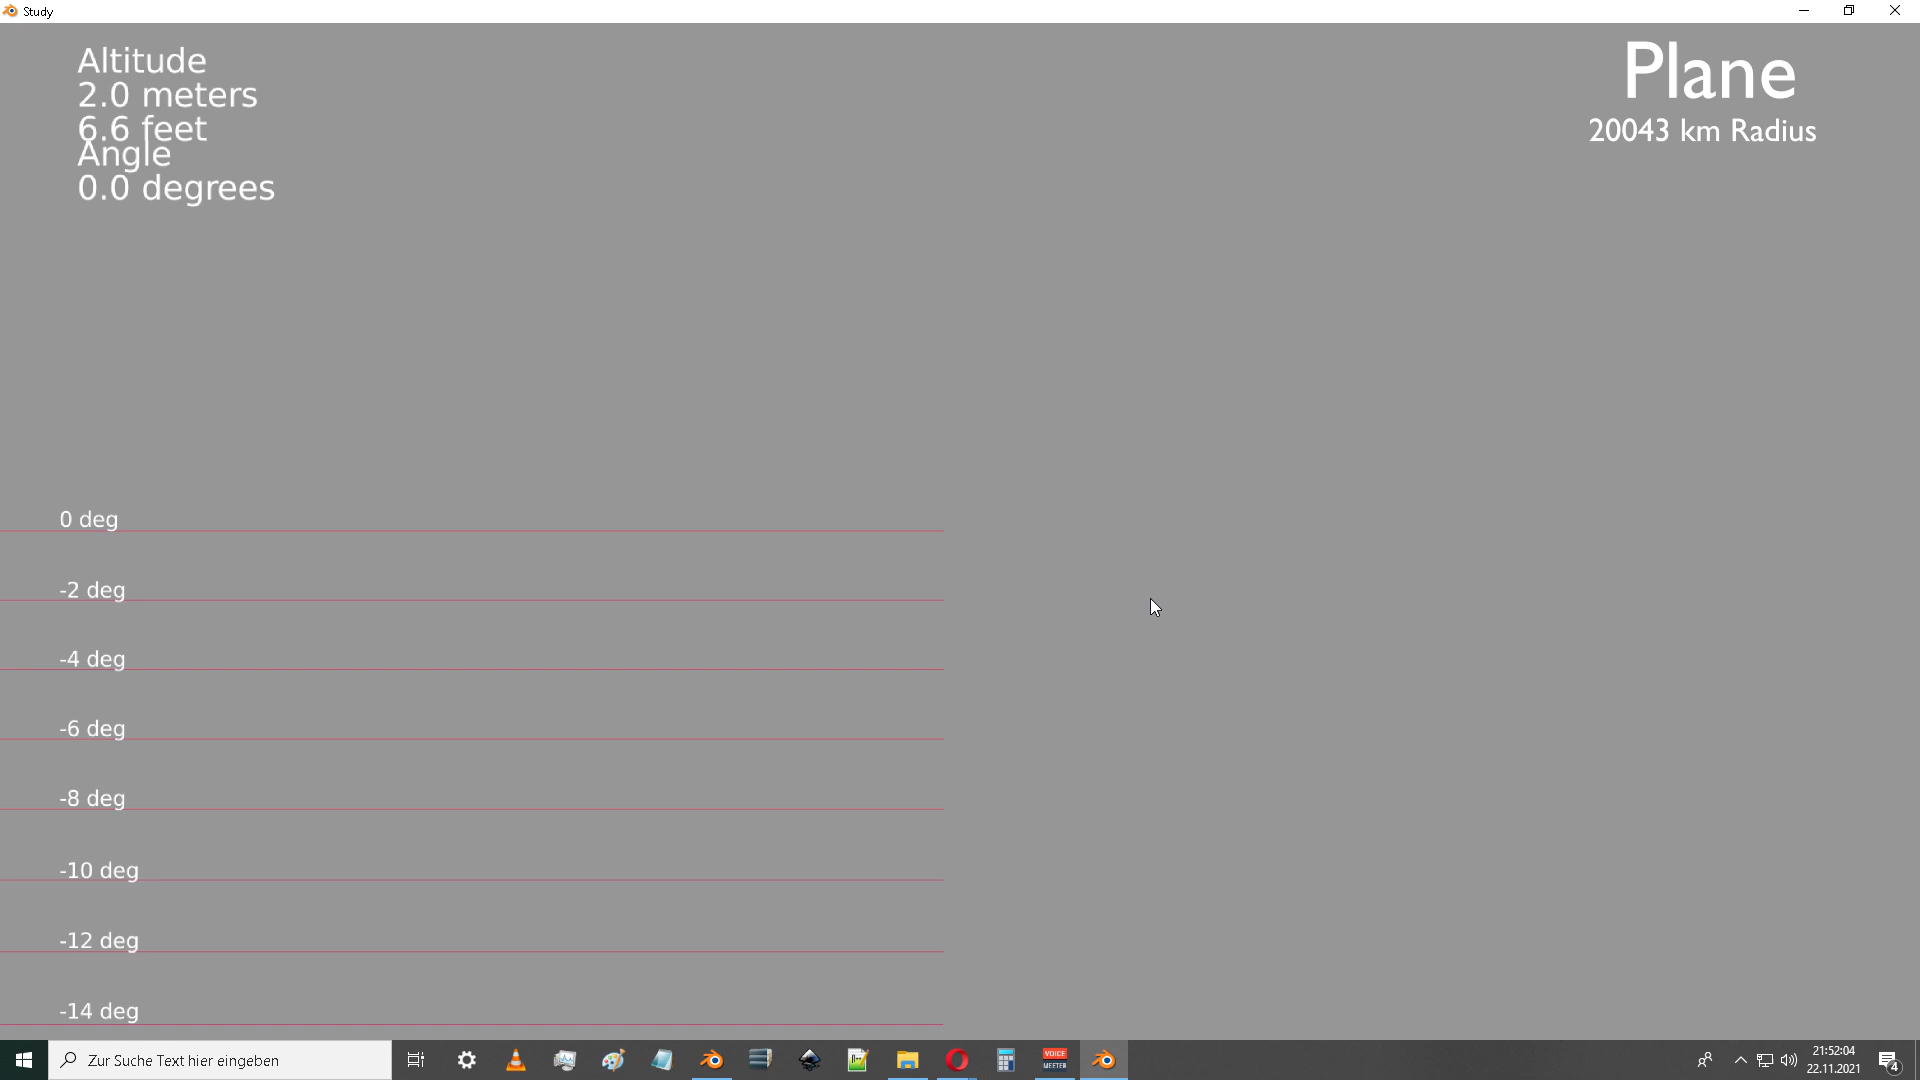 Study
Altitude
2.0 meters
6.6 feet
Angle
0.0 degrees
Plane
20043 km Radius
0 deg
-2 deg
-4 deg
-6 deg
-8 deg
-10 deg
-12 deg
-14 deg
Zur Suche Text hier eingeben
VOICE
MEETER
21:52:04
22.11.2021
4